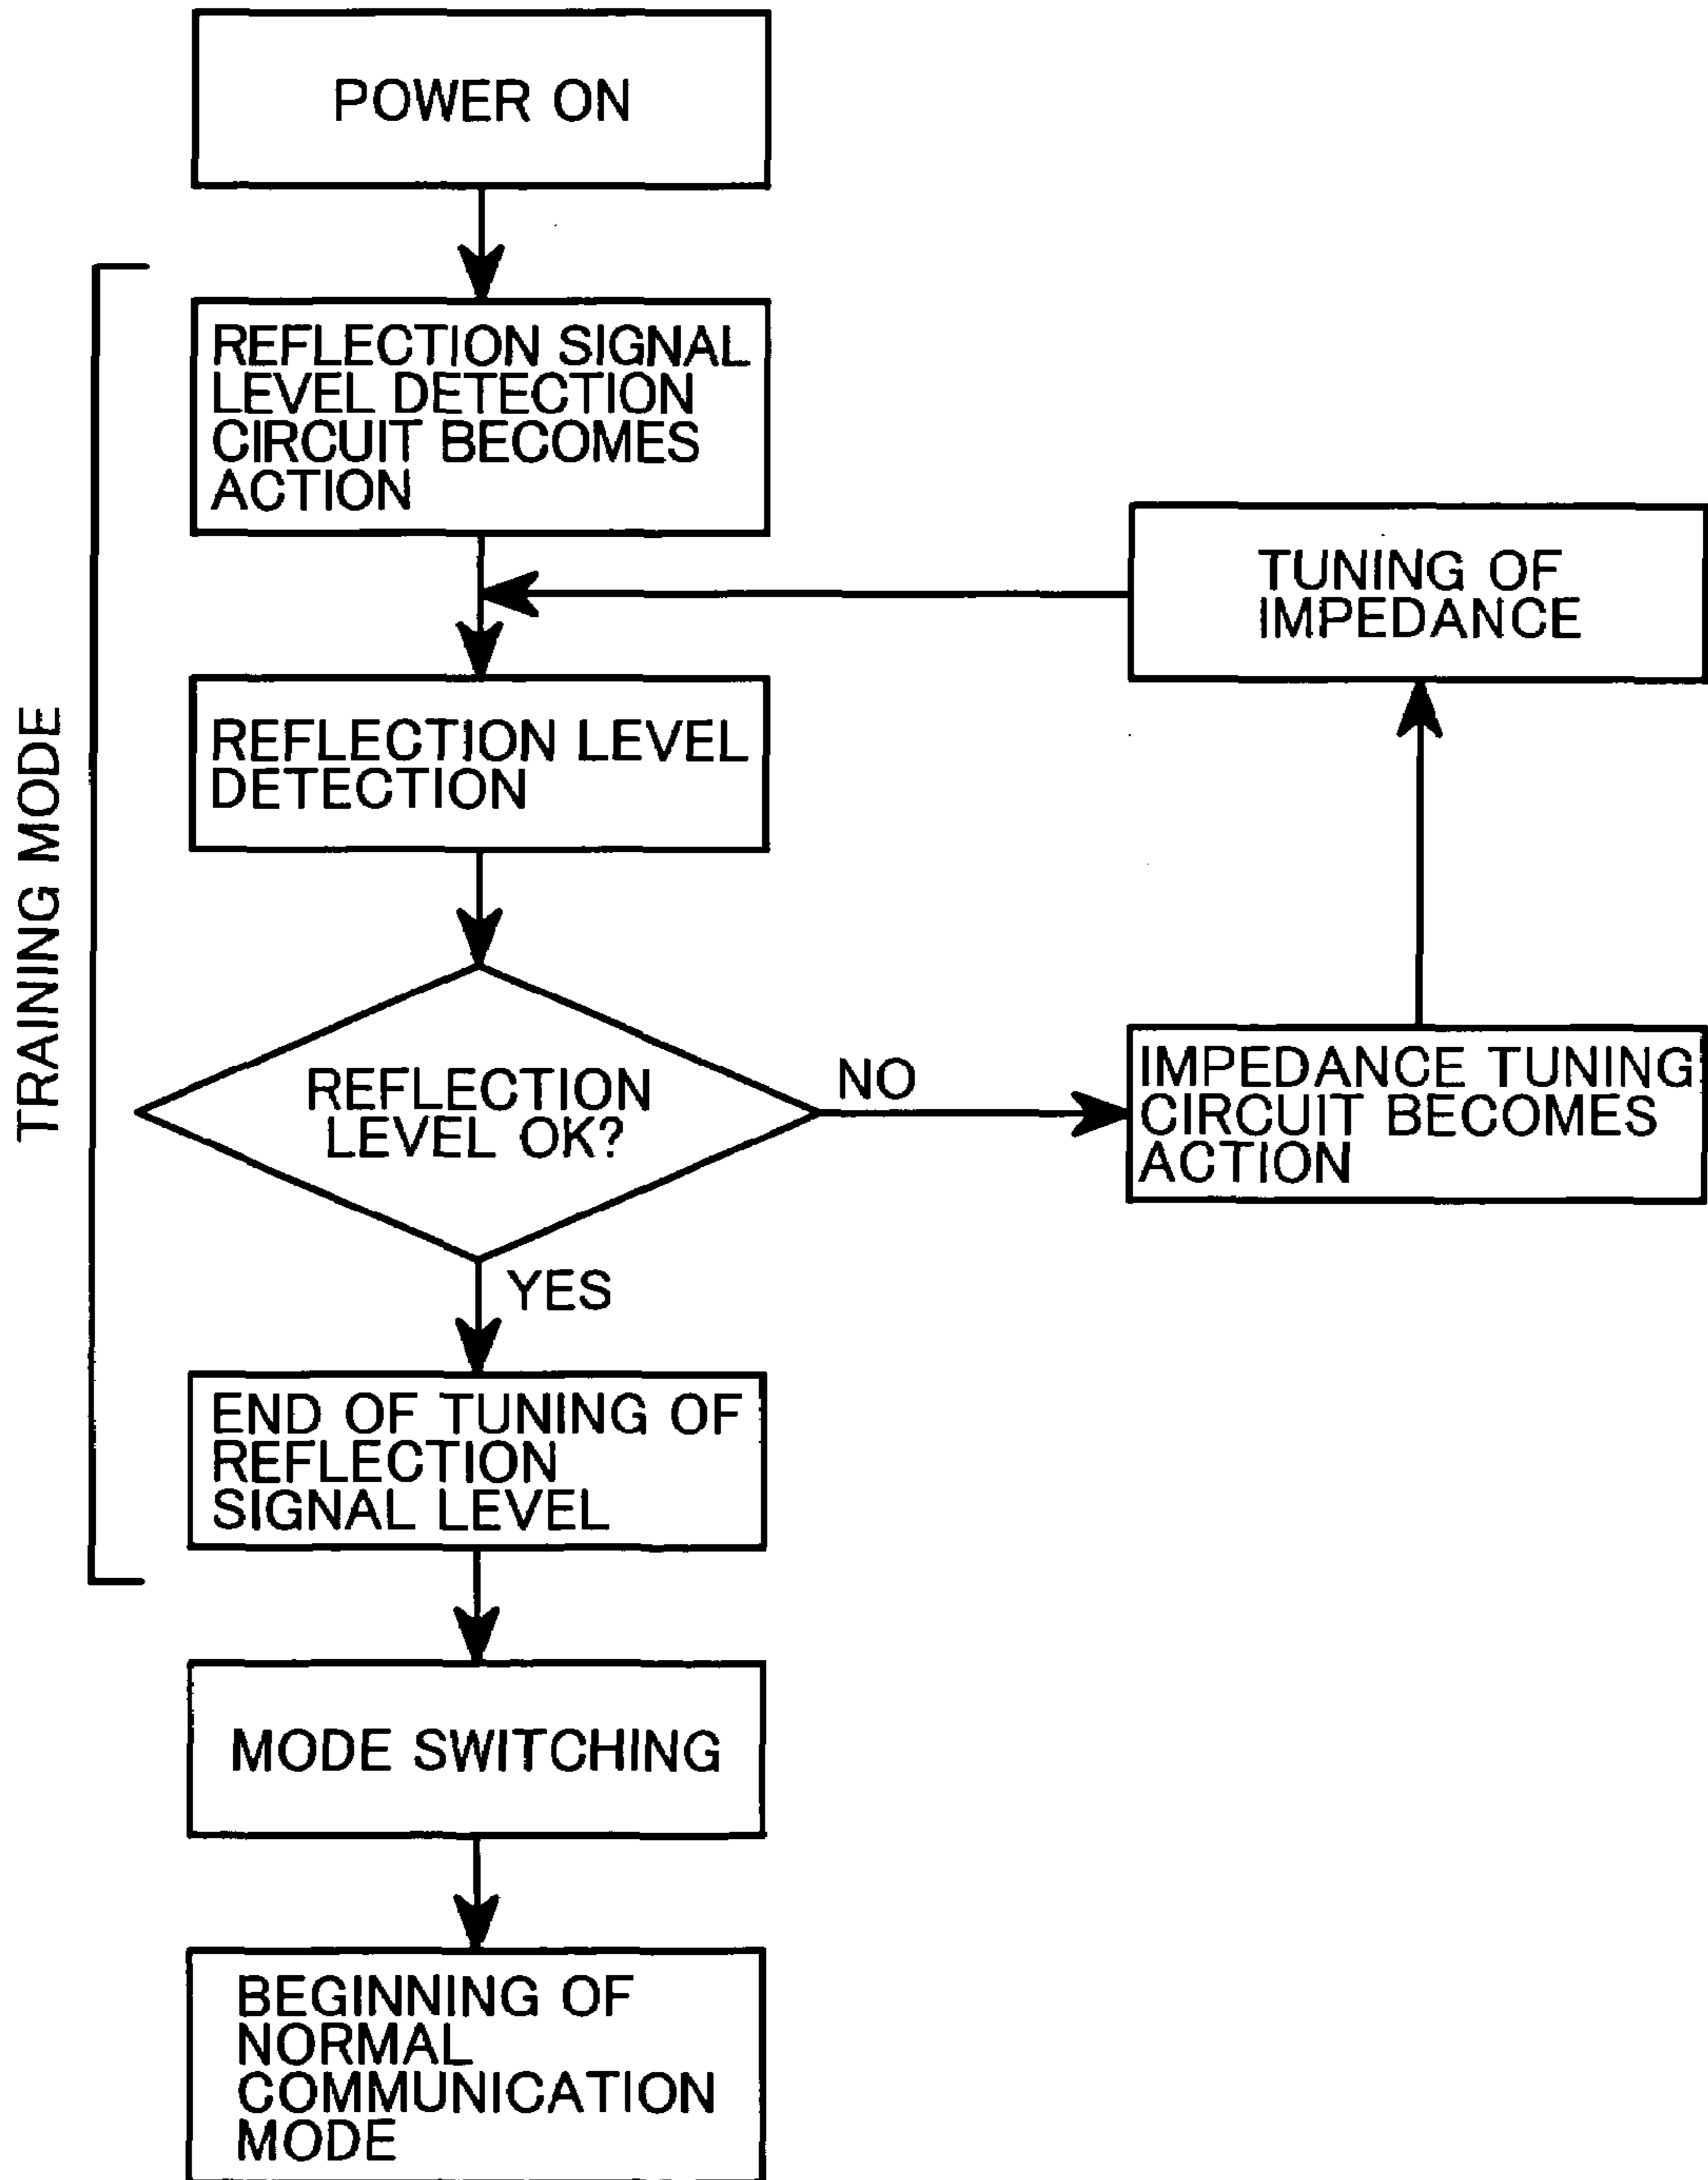 POWER ON
REFLECTION SIGNAL
LEVEL DETECTION
CIRCUIT BECOMES
ACTION
TUNING OF
IMPEDANCE
REFLECTION LEVEL
DETECTION
TRAINING MODE
REFLECTION
LEVEL OK?
NO
IMPEDANCE TUNING
CIRCUIT BECOMES
ACTION
YES
END OF TUNING OF
REFLECTION
SIGNAL LEVEL
MODE SWITCHING
BEGINNING OF
NORMAL
COMMUNICATION
MODE